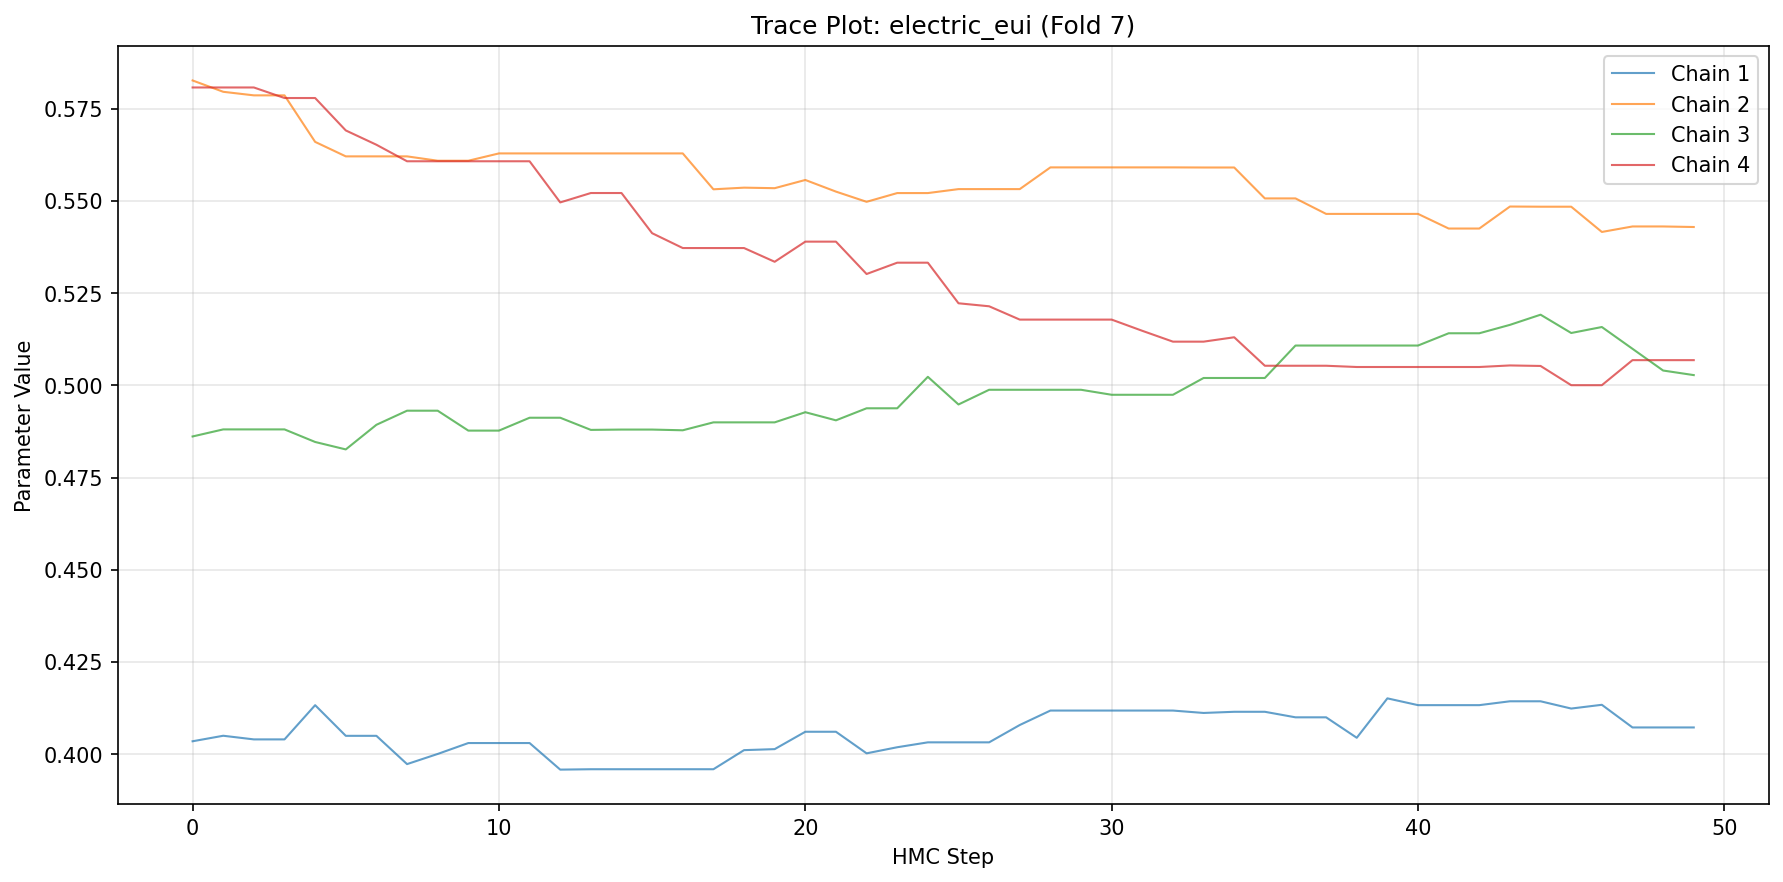 Trace Plot: electric_eui (Fold 7)
Chain 1
Chain 2
Chain 3
Chain 4
0.575
0.550
0.525
0.500
0.475
0.450
0.425
0.400
Parameter Value
0 10 20 30 40 50
HMC Step